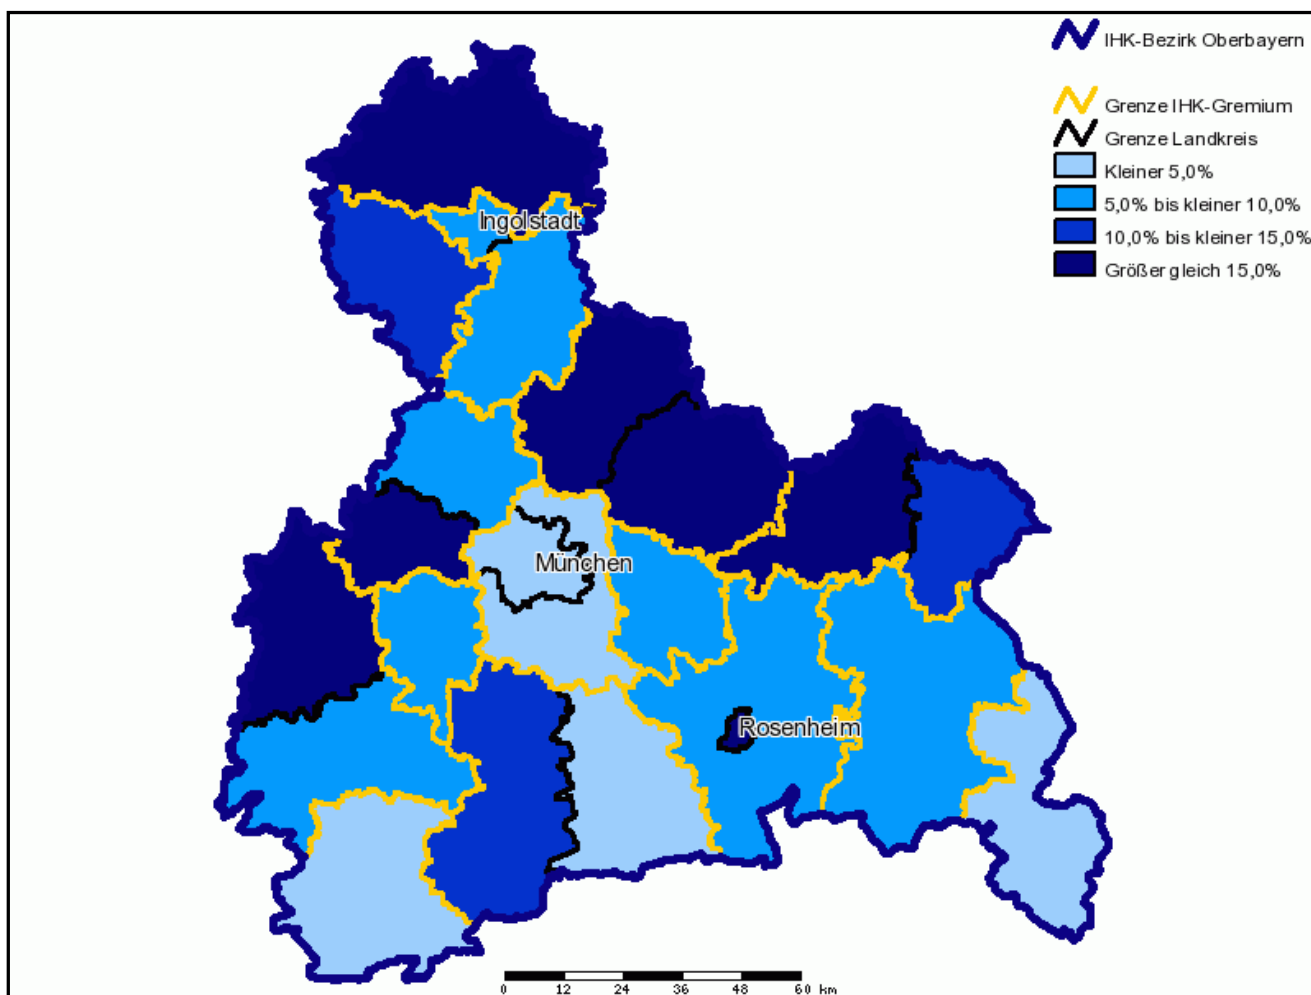 IHK-Bezirk Oberbayern
Grenze IHK-Gremium
Grenze Landkreis
Kleiner 5,0%
5,0% bis kleiner 10,0%
10,0% bis kleiner 15,0%
Größer gleich 15,0%
Ingolstadt
München
Rosenheim
0 12 24 36 48 60 km